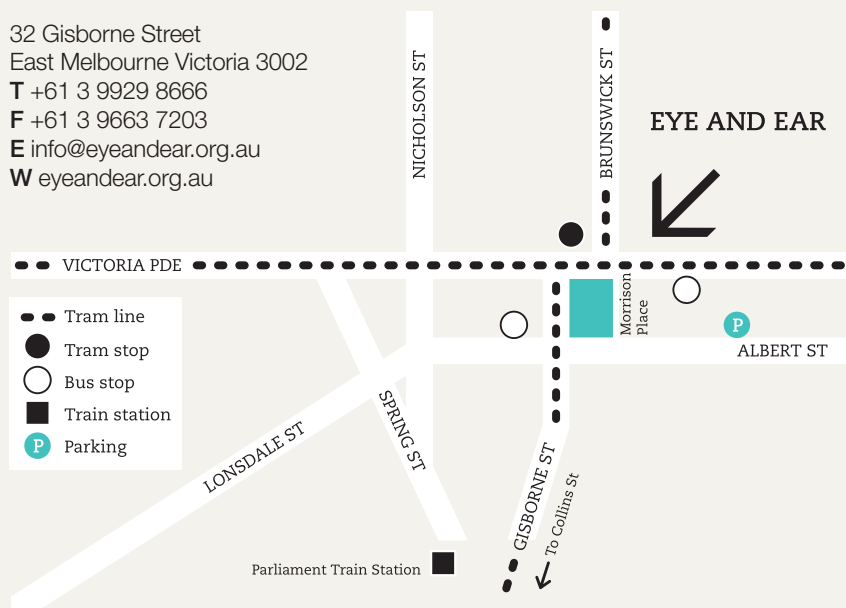 32 Gisborne Street
East Melbourne Victoria 3002
T +61 3 9929 8666
F +61 3 9663 7203
E info@eyeandear.org.au
W eyeandear.org.au
NICHOLSON ST
BRUNSWICK ST
EYE AND EAR
VICTORIA PDE
Morrison
Place
P
ALBERT ST
Tram line
Tram stop
Bus stop
Train station
P Parking
SPRING ST
LONSDALE ST
GISBORNE ST
To Collins St
Parliament Train Station